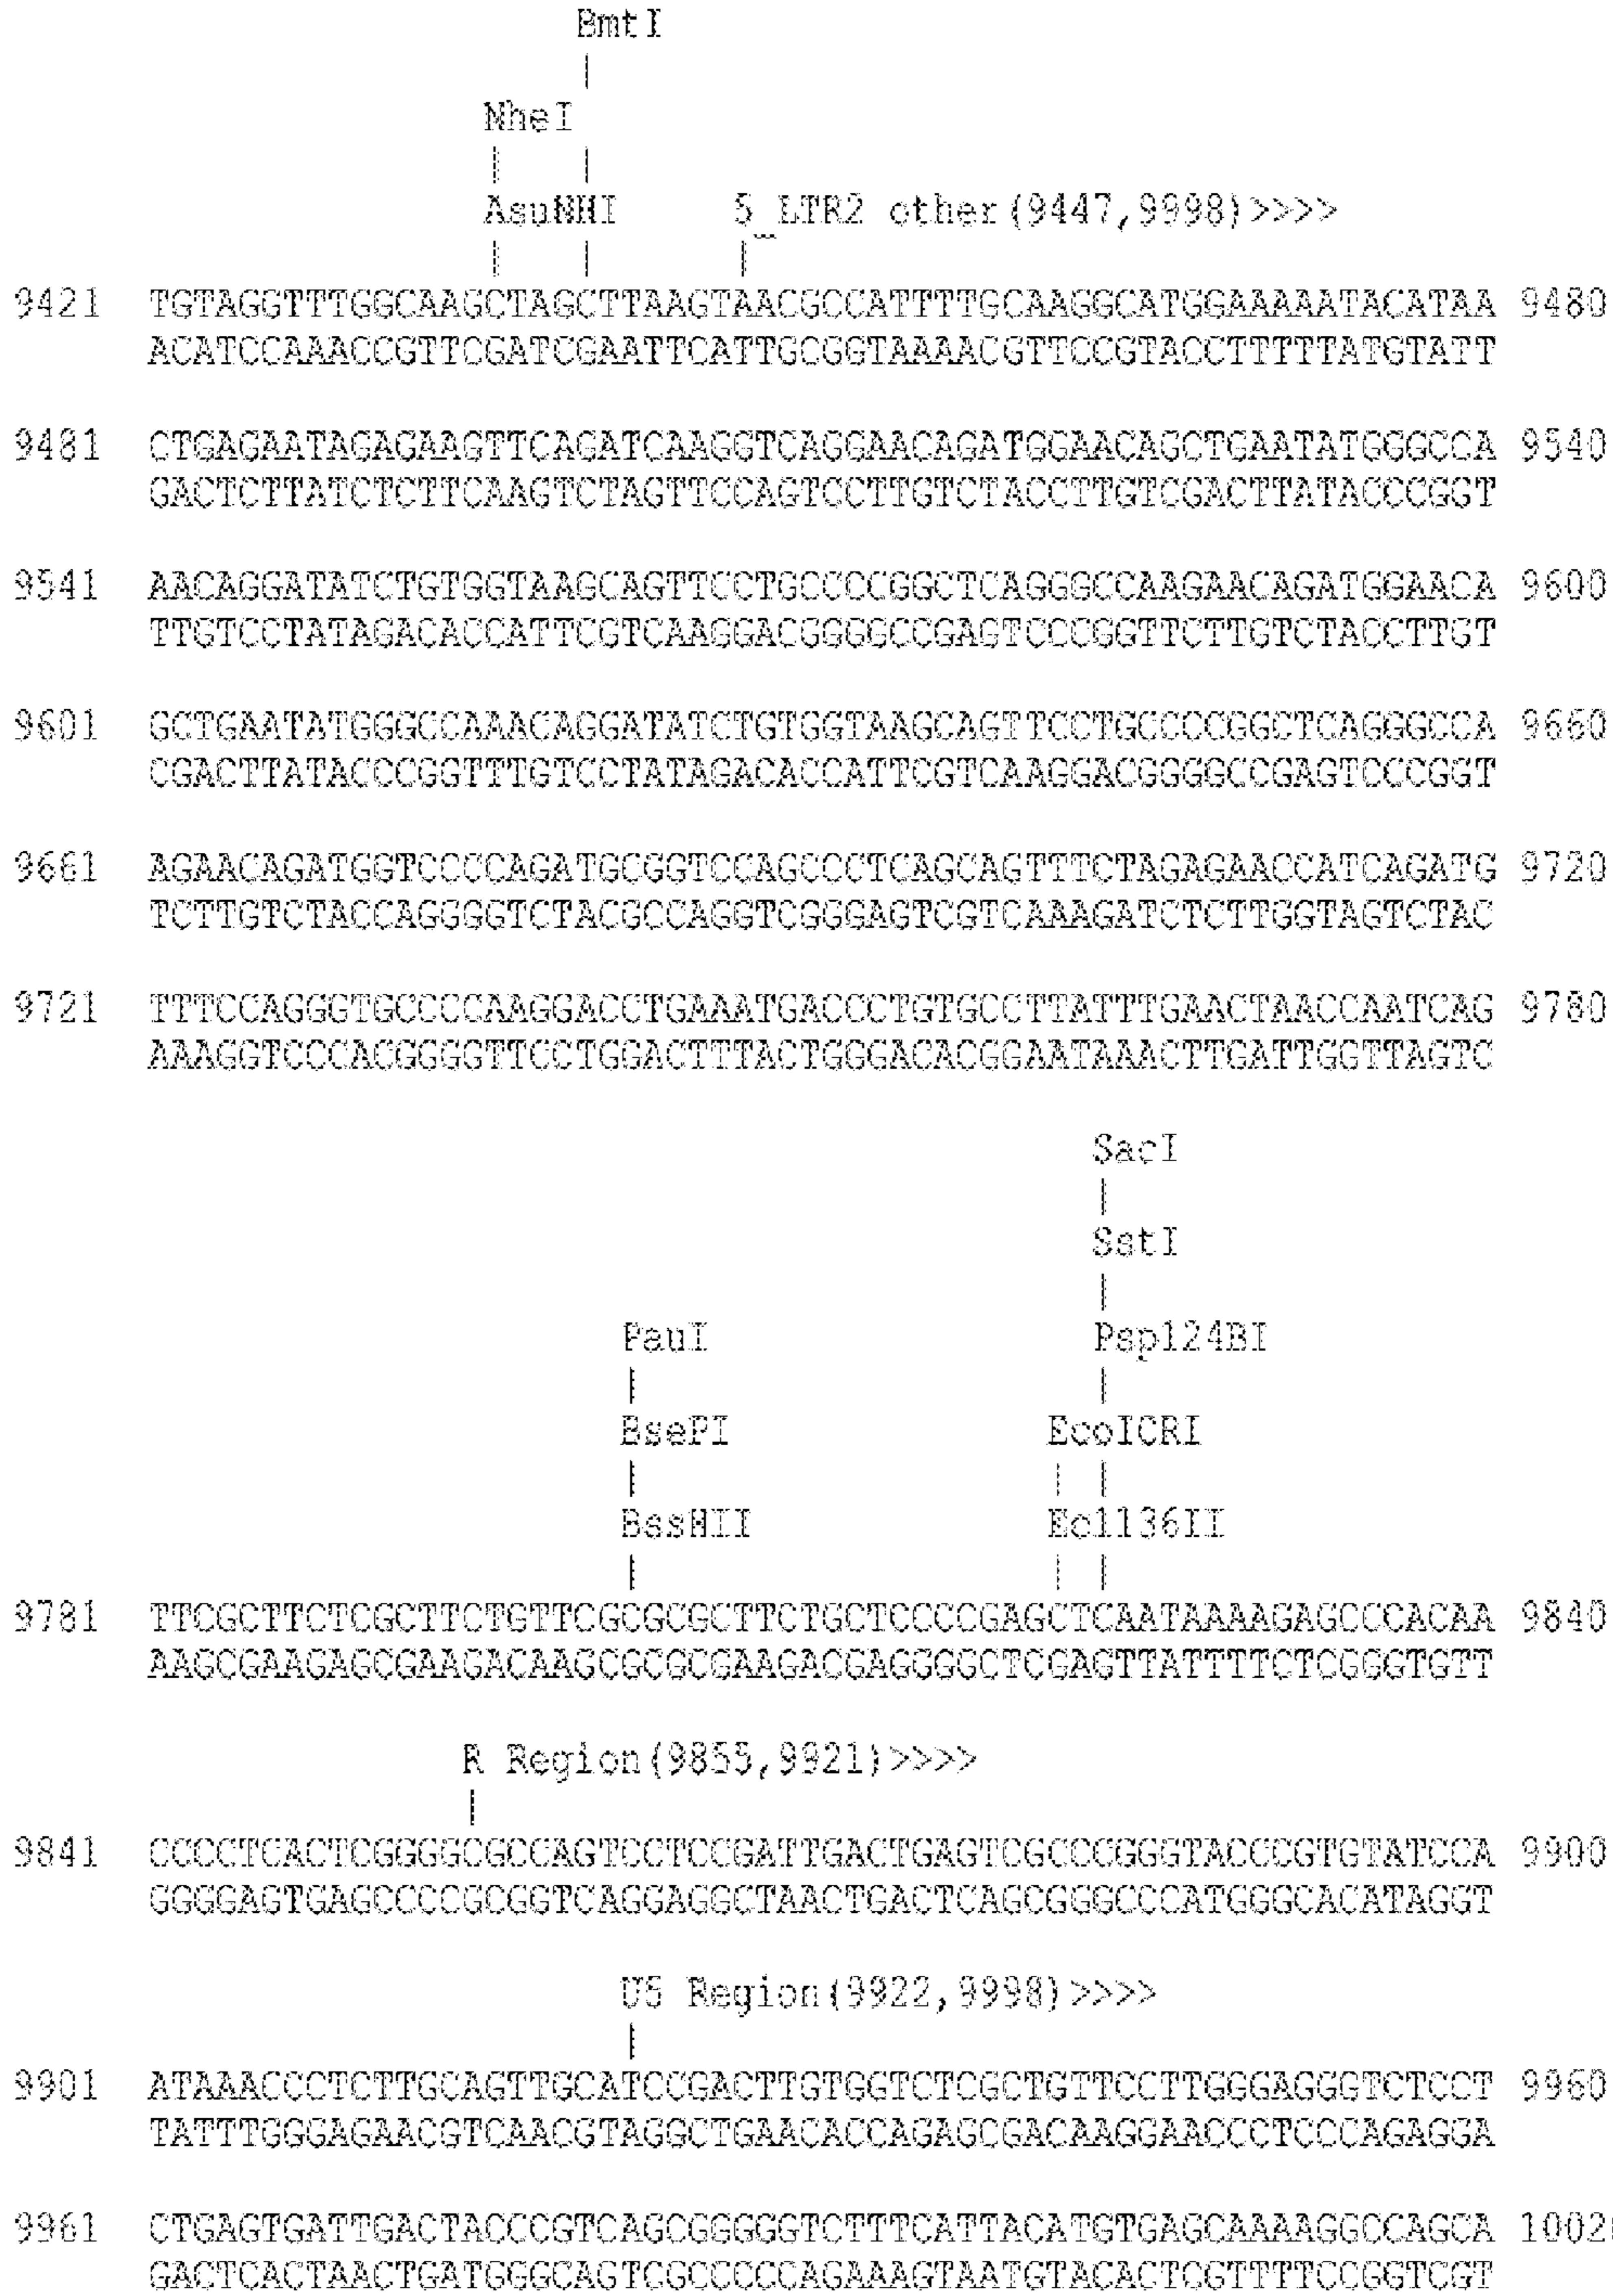 BmtI
NheI
AsuNHI 5_LTR2 other(9447,9998)>>>>
9421 TGTAGGTTTGGCAAGCTAGCTTAAGTAACGCCATTTTGCAAGGCATGGAAAAATACATAA 9480
ACATCCAAACCGTTCGATCGAATTCATTGCGGTAAAACGTTCCGTACCTTTTTATGTATT
9481 CTGAGAATAGAGAAGTTCAGATCAAGGTCAGGAACAGATGGAACAGCTGAATATGGGCCA 9540
GACTCTTATCTCTTCAAGTCTAGTTCCAGTCCTTGTCTACCTTGTCGACTTATACCCGGT
9541 AACAGGATATCTGTGGTAAGCAGTTCCTGCCCCGGCTCAGGGCCAAGAACAGATGGAACA 9600
TTGTCCTATAGACACCATTCGTCAAGGACGGGGCCGAGTCCCGGTTCTTGTCTACCTTGT
9601 GCTGAATATGGGCCAAACAGGATATCTGTGGTAAGCAGTTCCTGCCCCGGCTCAGGGCCA 9660
CGACTTATACCCGGTTTGTCCTATAGACACCATTCGTCAAGGACGGGGCCGAGTCCCGGT
9661 AGAACAGATGGTCCCCAGATGCGGTCCAGCCCTCAGCAGTTTCTAGAGAACCATCAGATG 9720
TCTTGTCTACCAGGGGTCTACGCCAGGTCGGGAGTCGTCAAAGATCTCTTGGTAGTCTAC
9721 TTTCCAGGGTGCCCCAAGGACCTGAAATGACCCTGTGCCTTATTTGAACTAACCAATCAG 9780
AAAGGTCCCACGGGGTTCCTGGACTTTACTGGGACACGGAATAAACTTGATTGGTTAGTC
SacI
SstI
PauI Psp124BI
BsePI EcoICRI
BssHII Ecl136II
9781 TTCGCTTCTCGCTTCTGTTCGCGCGCTTCTGCTCCCCGAGCTCAATAAAAGAGCCCACAA 9840
AAGCGAAGAGCGAAGACAAGCGCGCGAAGACGAGGGGCTCGAGTTATTTTCTCGGGTGTT
R Region(9855,9921)>>>>
9841 CCCCTCACTCGGGGCGCCAGTCCTCCGATTGACTGAGTCGCCCGGGTACCCGTGTATCCA 9900
GGGGAGTGAGCCCCGCGGTCAGGAGGCTAACTGACTCAGCGGGCCCATGGGCACATAGGT
U5 Region(9922,9998)>>>>
9901 ATAAACCCTCTTGCAGTTGCATCCGACTTGTGGTCTCGCTGTTCCTTGGGAGGGTCTCCT 9960
TATTTGGGAGAACGTCAACGTAGGCTGAACACCAGAGCGACAAGGAACCCTCCCAGAGGA
9961 CTGAGTGATTGACTACCCGTCAGCGGGGGTCTTTCATTACATGTGAGCAAAAGGCCAGCA 1002
GACTCACTAACTGATGGGCAGTCGCCCCCAGAAAGTAATGTACACTCGTTTTCCGGTCGT